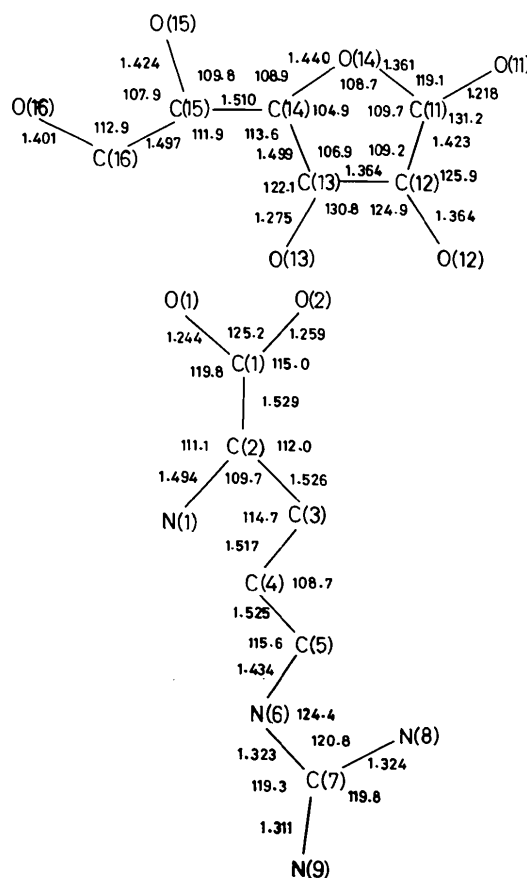 O(15)
1.424 109.8 108.9 1.440 O(14) 1.361 O(11)
108.7 119.1 1.218
O(16) 107.9 C(15) 1.510 C(14) 104.9 109.7 C(11) 131.2
1.401 112.9 1.497 111.9 113.6 109.2 1.423
C(16) 1.499 106.9 1.364
122.1 C(13) C(12) 125.9
1.275 130.8 124.9 1.364
O(13) O(12)
O(1) O(2)
1.244 125.2 1.259
119.8 C(1) 115.0
1.529
111.1 C(2) 112.0
1.494 109.7 1.526
N(1) 114.7 C(3)
1.517
C(4) 108.7
1.525
115.6 C(5)
1.434
N(6) 124.4
120.8 N(8)
1.323 1.324
119.3 C(7) 119.8
1.311
N(9)